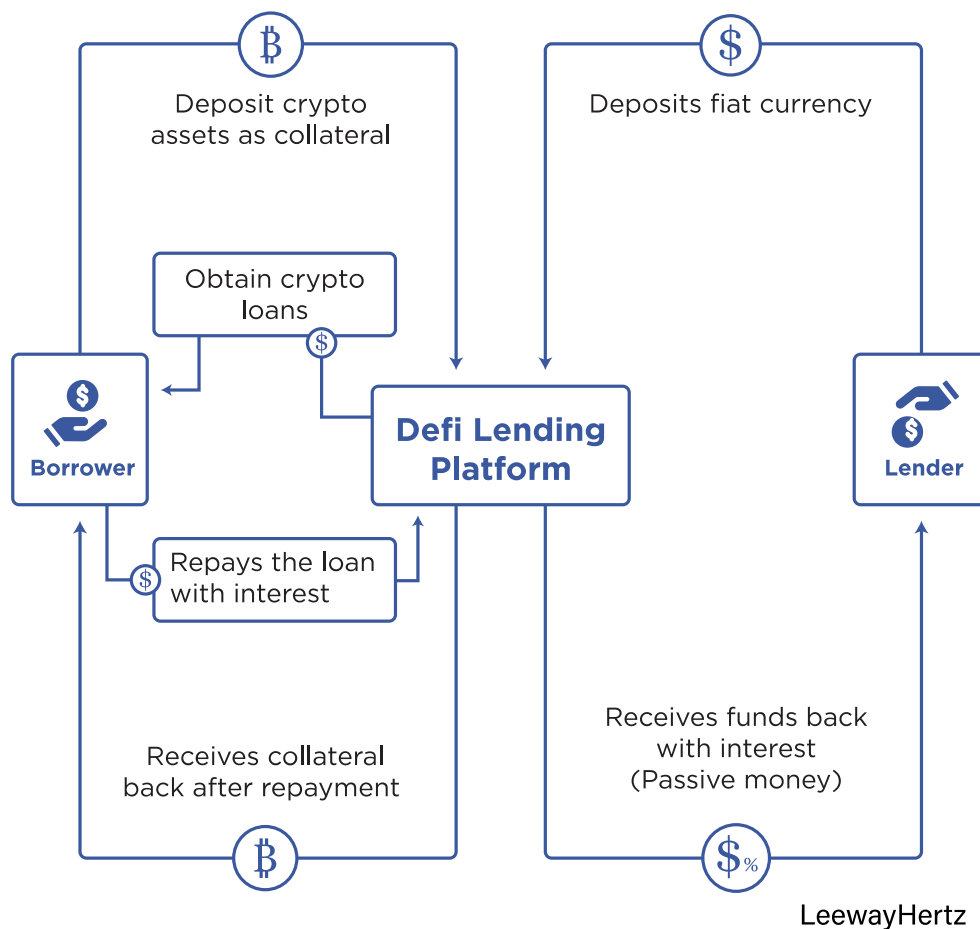 Deposit crypto
assets as collateral
Deposits fiat currency
Obtain crypto
loans
$
$
Borrower
Defi Lending
Platform
$
Lender
$
Repays the loan
with interest
Receives collateral
back after repayment
Receives funds back
with interest
(Passive money)
$%
LeewayHertz